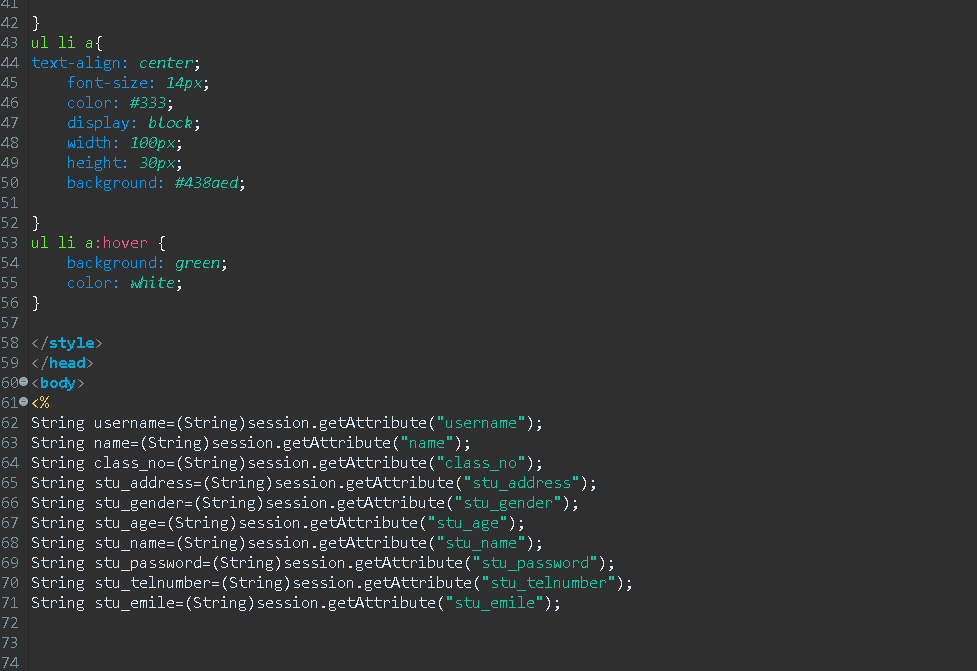 41
42 }
43 ul li a{
44 text-align: center;
45     font-size: 14px;
46     color: #333;
47     display: block;
48     width: 100px;
49     height: 30px;
50     background: #438aed;
51
52 }
53 ul li a:hover {
54     background: green;
55     color: white;
56 }
57
58 </style>
59 </head>
60 <body>
61 <%
62 String username=(String)session.getAttribute("username");
63 String name=(String)session.getAttribute("name");
64 String class_no=(String)session.getAttribute("class_no");
65 String stu_address=(String)session.getAttribute("stu_address");
66 String stu_gender=(String)session.getAttribute("stu_gender");
67 String stu_age=(String)session.getAttribute("stu_age");
68 String stu_name=(String)session.getAttribute("stu_name");
69 String stu_password=(String)session.getAttribute("stu_password");
70 String stu_telnumber=(String)session.getAttribute("stu_telnumber");
71 String stu_emile=(String)session.getAttribute("stu_emile");
72
73
74